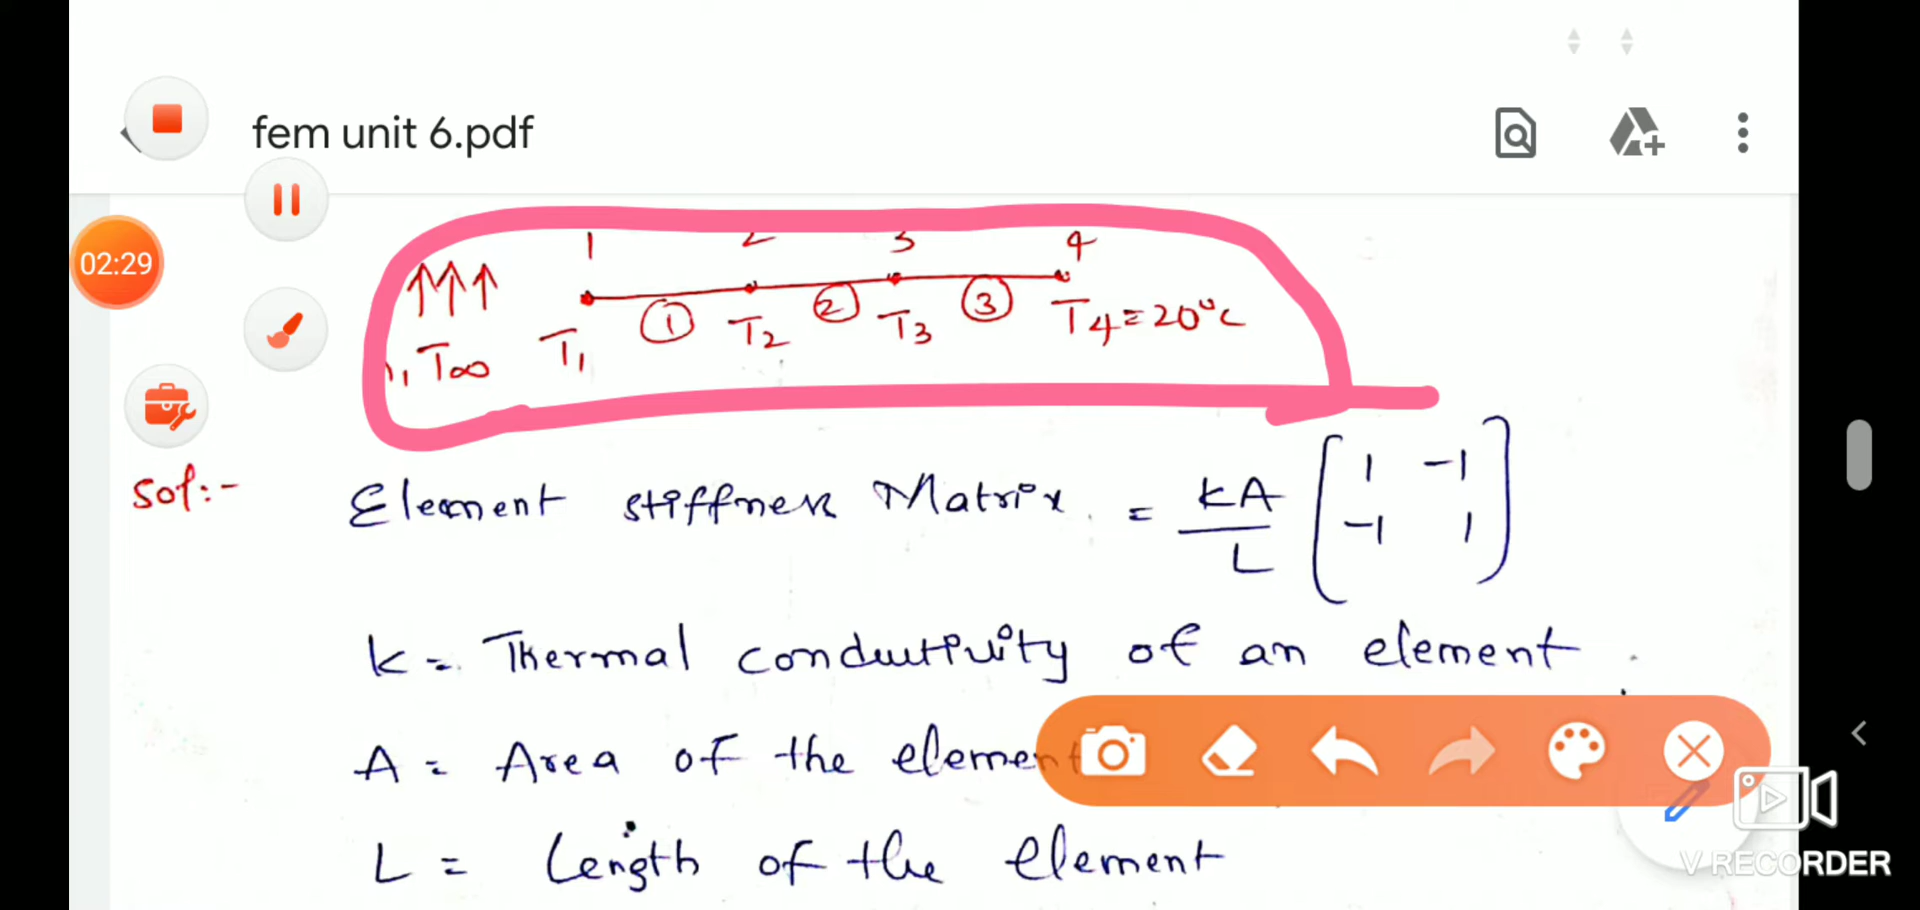 fem unit 6.pdf
02:29
1 2 3 4
① ② ③
T∞ T1 T2 T3 T4=20°C
Sol:- Element stiffness Matrix = KA/L [1 -1
-1 1]
K = Thermal conductivity of an element
A = Area of the element
L = Length of the element
V RECORDER